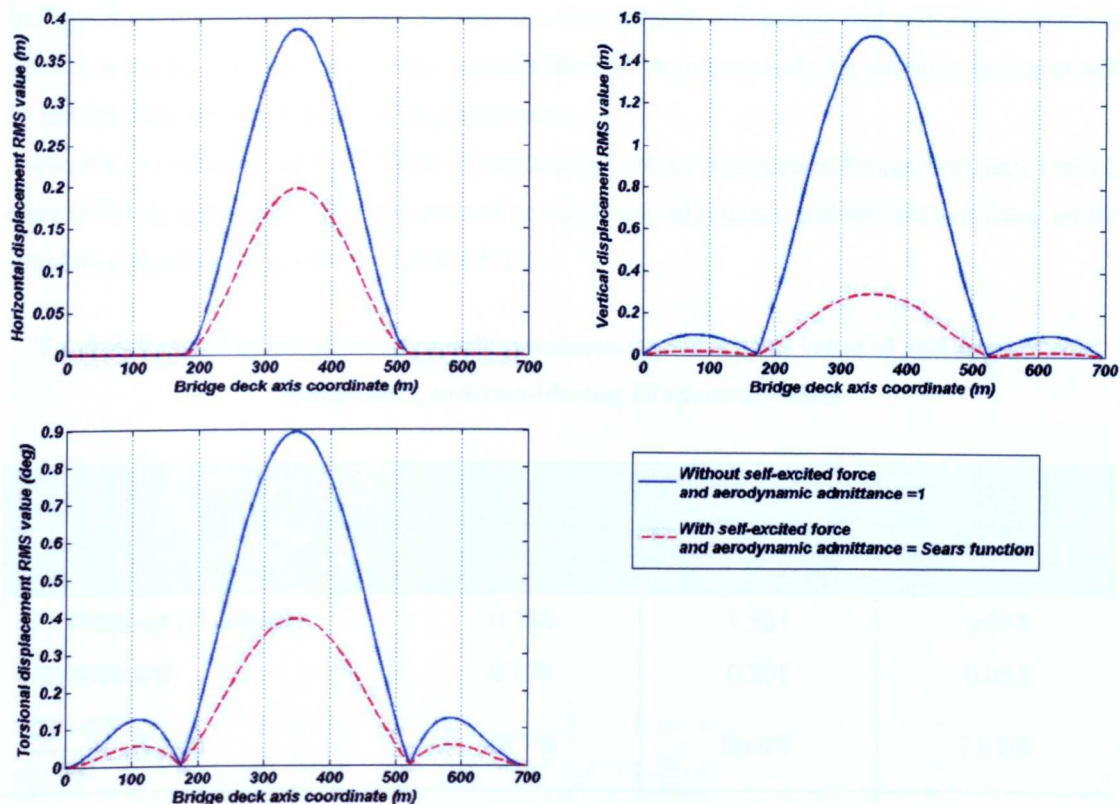 Horizontal displacement RMS value (m)
0.4
0.35
0.3
0.25
0.2
0.15
0.1
0.05
0
0 100 200 300 400 500 600 700
Bridge deck axis coordinate (m)
Vertical displacement RMS value (m)
1.6
1.4
1.2
1
0.8
0.6
0.4
0.2
0
0 100 200 300 400 500 600 700
Bridge deck axis coordinate (m)
Torsional displacement RMS value (deg)
0.9
0.8
0.7
0.6
0.5
0.4
0.3
0.2
0.1
0
0 100 200 300 400 500 600 700
Bridge deck axis coordinate (m)
Without self-excited force
and aerodynamic admittance =1
With self-excited force
and aerodynamic admittance = Sears function